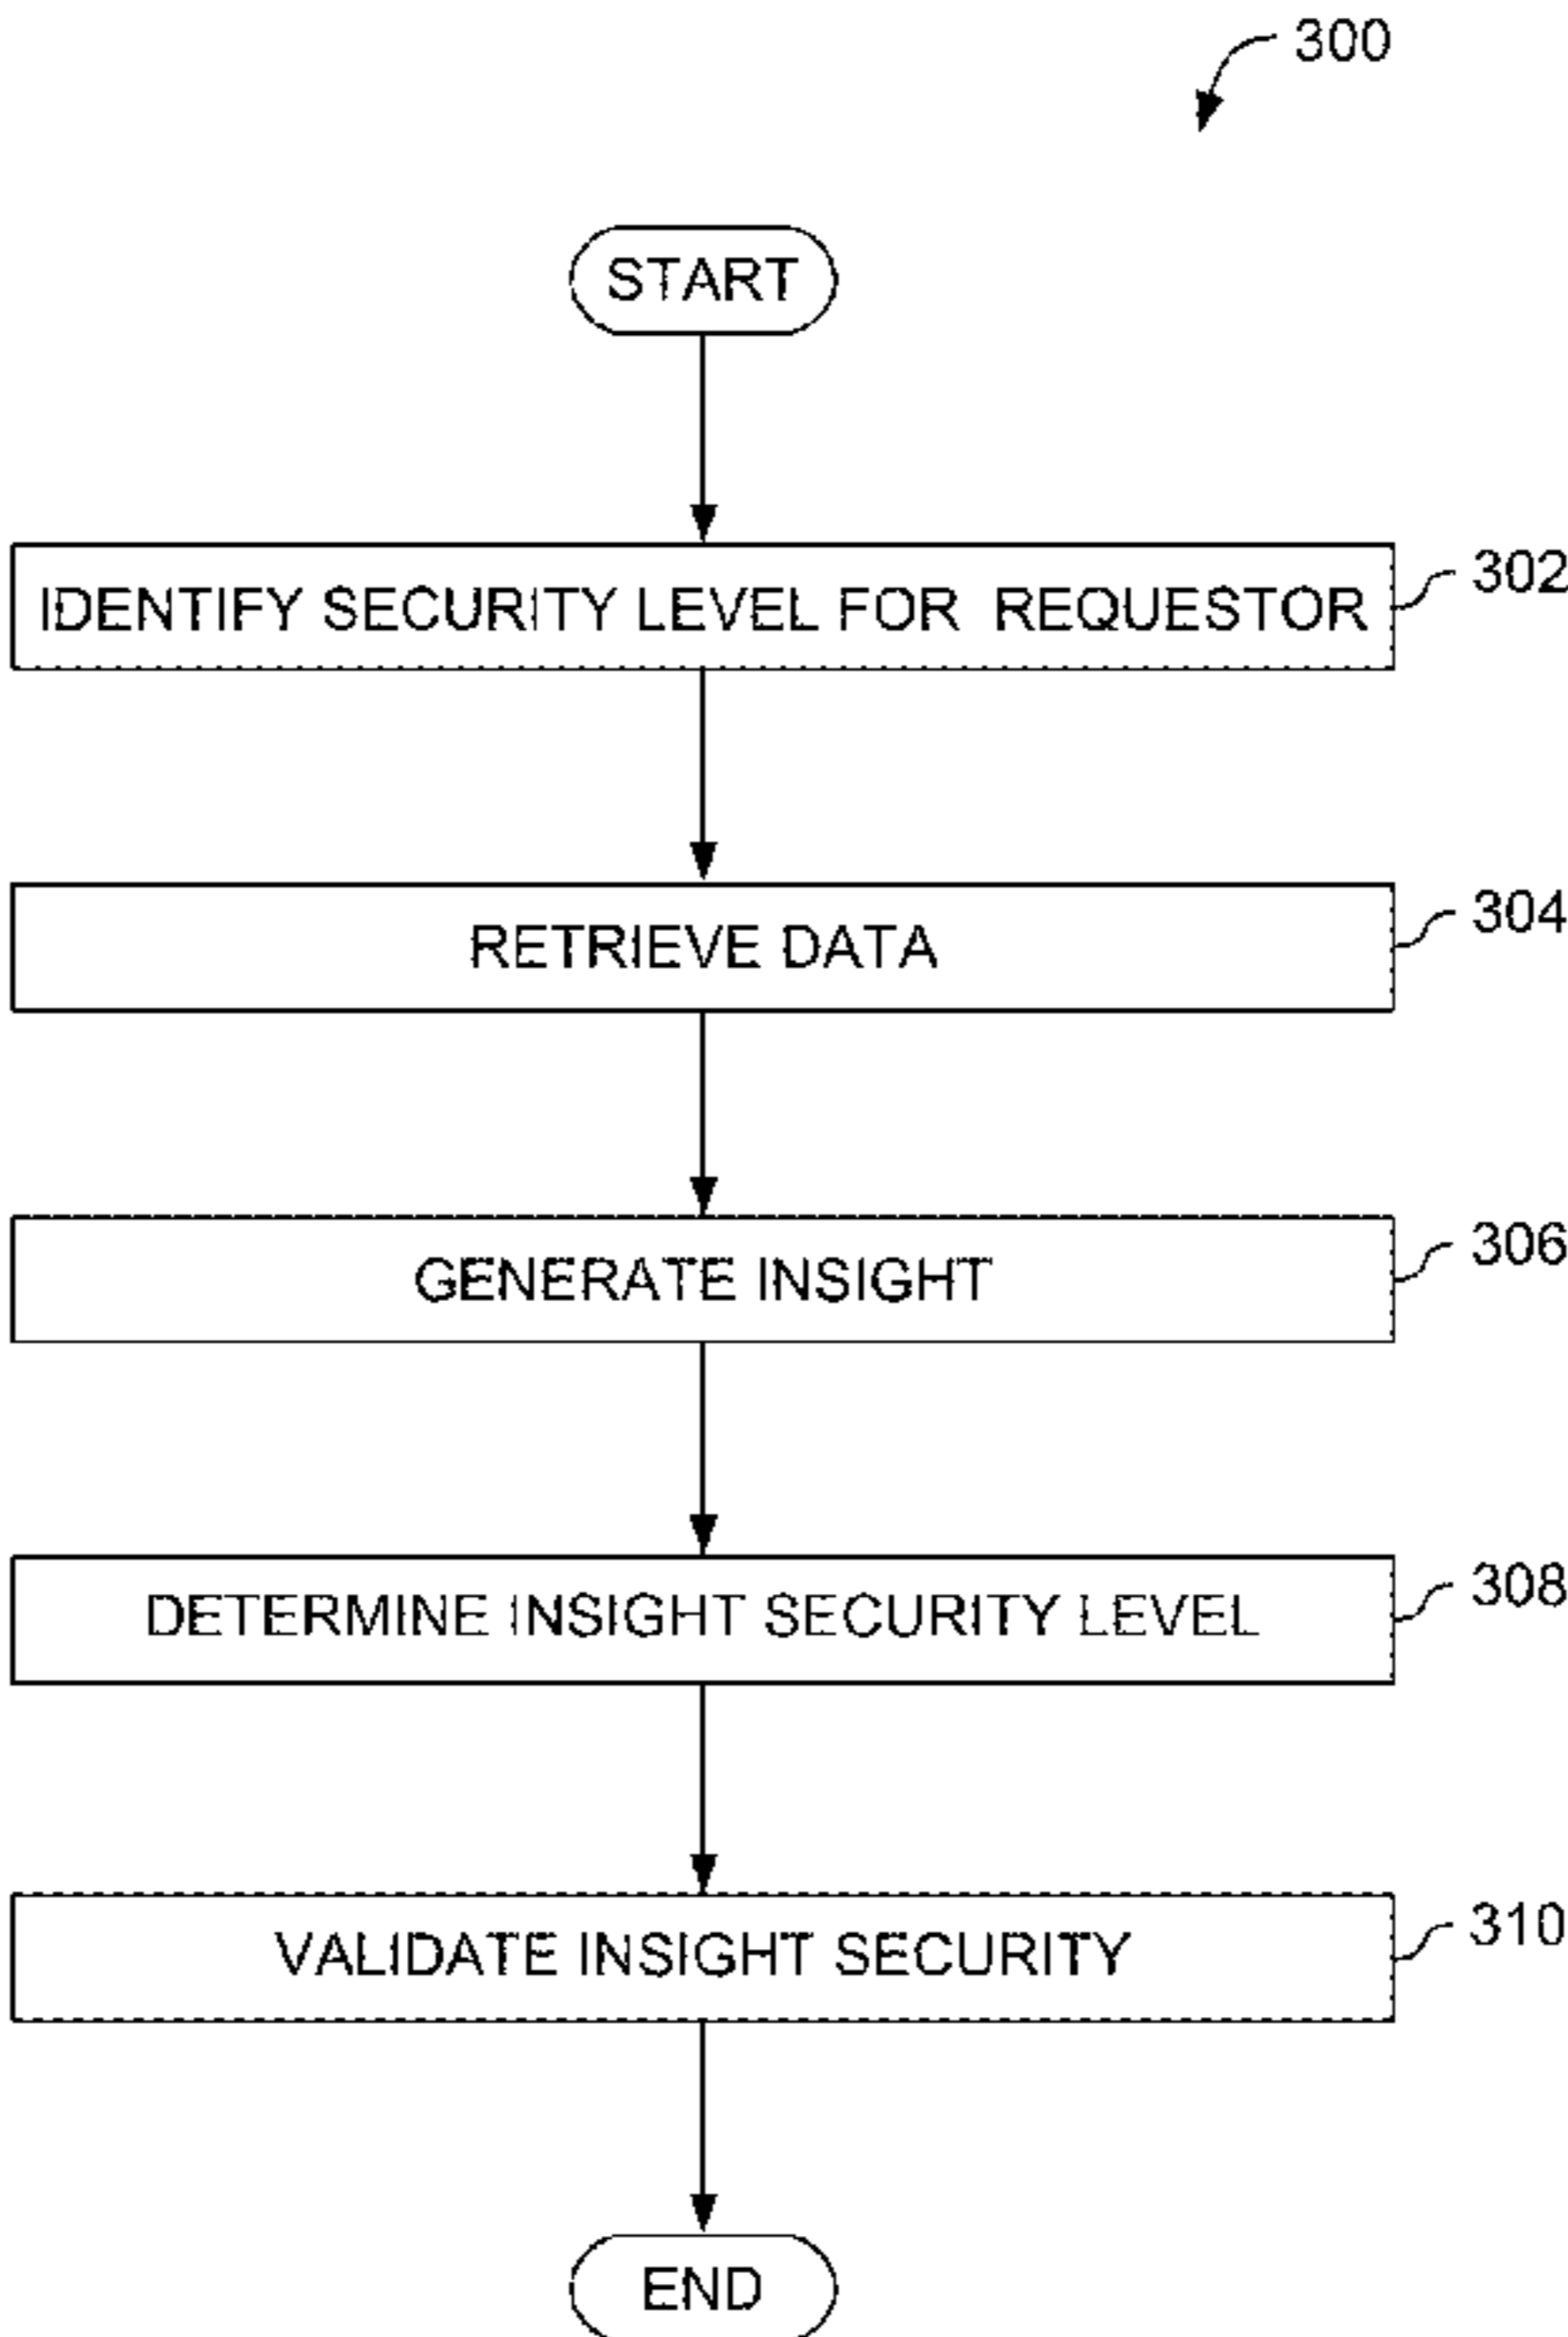 300
START
IDENTIFY SECURITY LEVEL FOR REQUESTOR
302
RETRIEVE DATA
304
GENERATE INSIGHT
306
DETERMINE INSIGHT SECURITY LEVEL
308
VALIDATE INSIGHT SECURITY
310
END